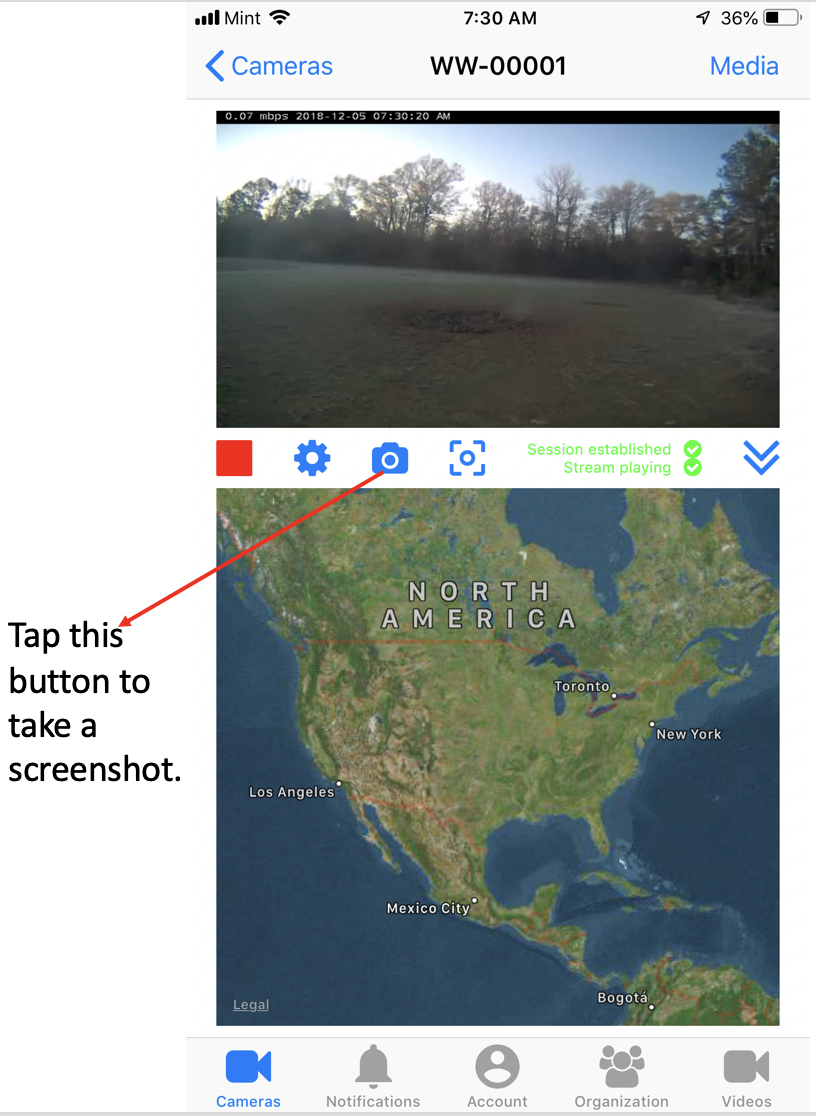 Mint 7:30 AM 36%
Cameras WW-00001 Media
0.07 mbps 2018-12-05 07:30:20 AM
Session established
Stream playing
Tap this
button to
take a
screenshot.
NORTH
AMERICA
Toronto
New York
Los Angeles
Mexico City
Bogotá
Legal
Cameras Notifications Account Organization Videos